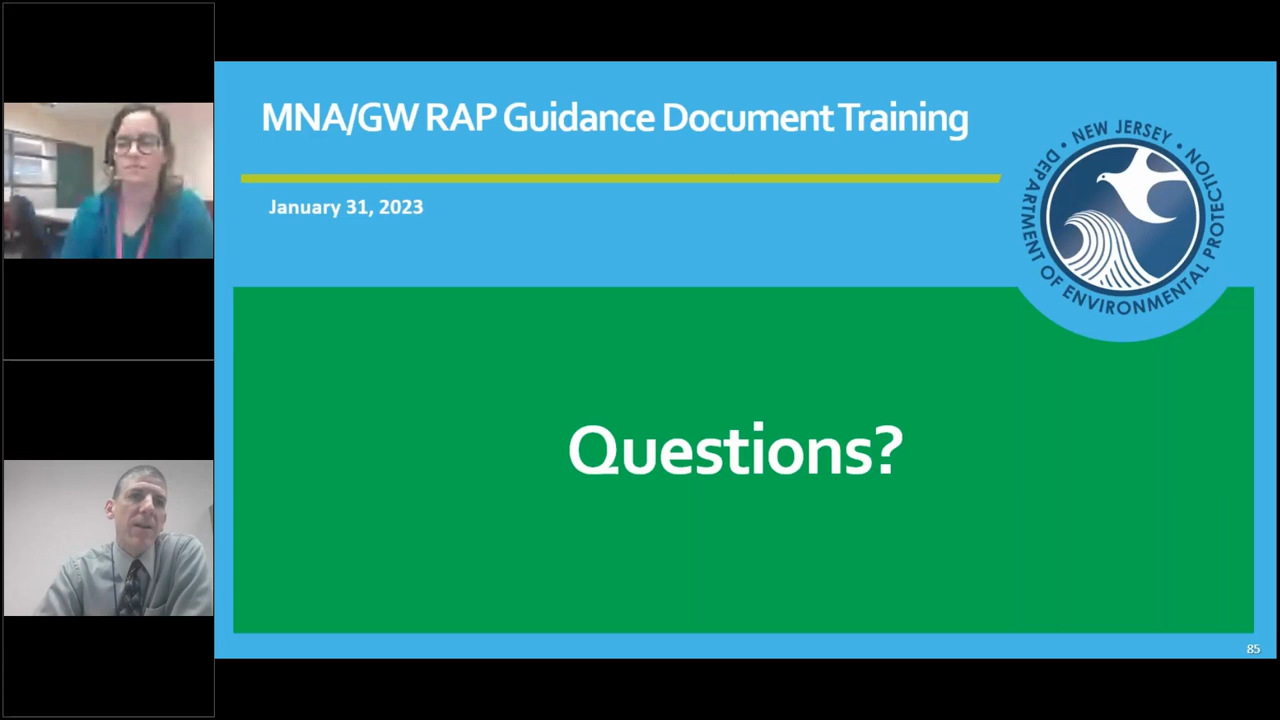 MNA/GW RAP Guidance Document Training
January 31, 2023
• NEW JERSEY •
DEPARTMENT OF ENVIRONMENTAL PROTECTION
Questions?
85